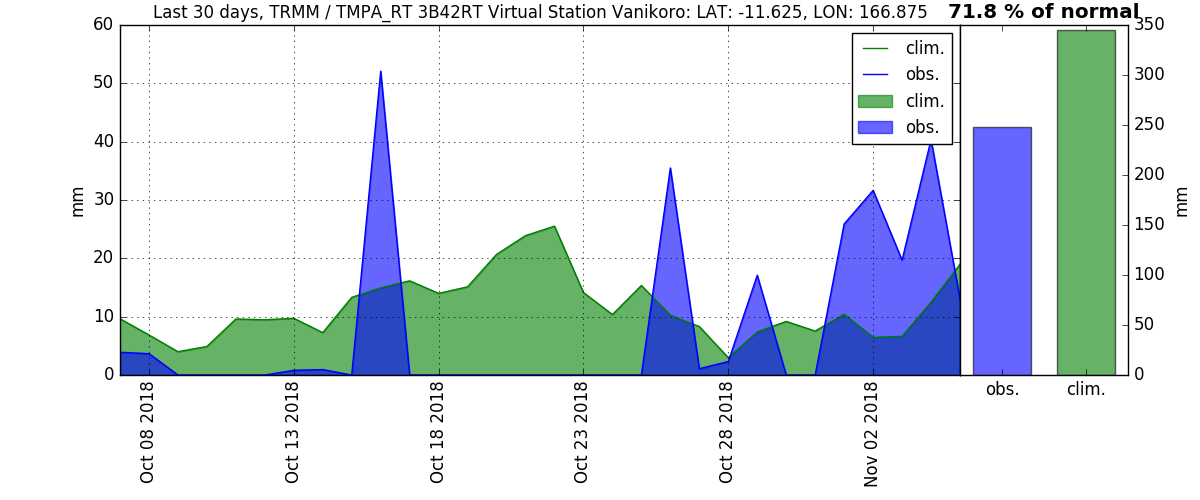 Last 30 days, TRMM / TMPA_RT 3B42RT Virtual Station Vanikoro: LAT: -11.625, LON: 166.875
71.8 % of normal
clim.
obs.
clim.
obs.
60
50
40
30
20
10
0
mm
Oct 08 2018
Oct 13 2018
Oct 18 2018
Oct 23 2018
Oct 28 2018
Nov 02 2018
350
300
250
200
150
100
50
0
mm
obs.
clim.